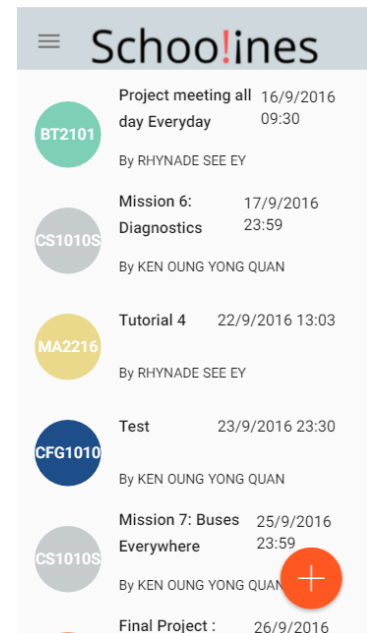 Schoo!ines
Project meeting all day Everyday
16/9/2016 09:30
BT2101
By RHYNADE SEE EY
Mission 6: Diagnostics
17/9/2016 23:59
CS1010S
By KEN OUNG YONG QUAN
Tutorial 4
22/9/2016 13:03
MA2216
By RHYNADE SEE EY
Test
23/9/2016 23:30
CFG1010
By KEN OUNG YONG QUAN
Mission 7: Buses Everywhere
25/9/2016 23:59
CS1010S
By KEN OUNG YONG QUAN
Final Project :
26/9/2016